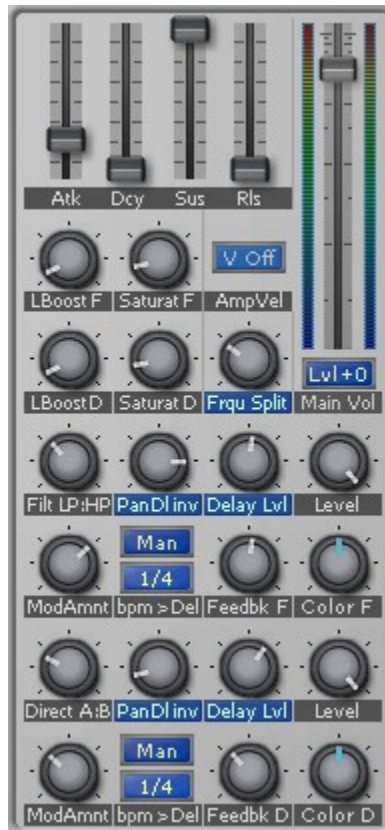 Atk Dcy Sus Rls
V Off
LBoost F Saturat F AmpVel
Lvl+0
LBoost D Saturat D Frqu Split Main Vol
Filt LP:HP PanDl inv Delay Lvl Level
Man
1/4
ModAmnt bpm>Del Feedbk F Color F
Direct A:B PanDl inv Delay Lvl Level
Man
1/4
ModAmnt bpm>Del Feedbk D Color D